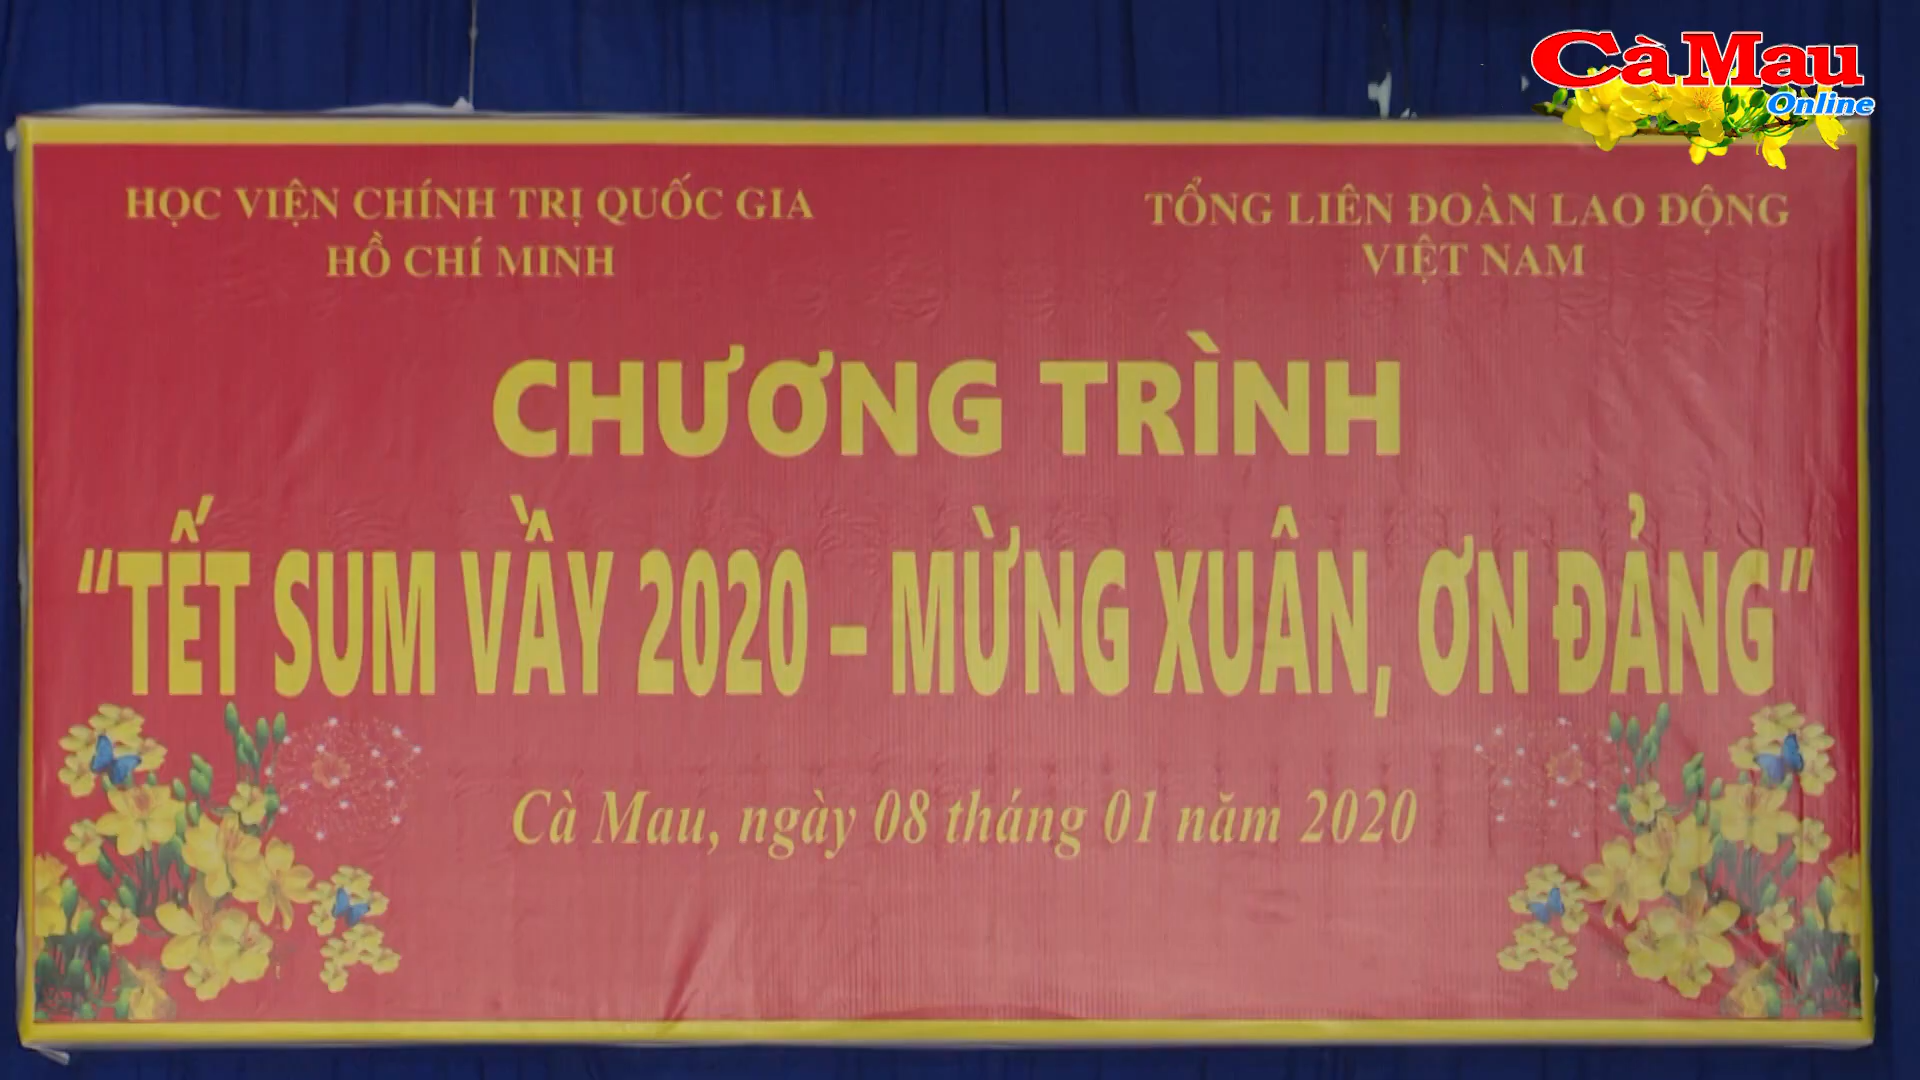 Cà Mau
Online
HỌC VIỆN CHÍNH TRỊ QUỐC GIA
HỒ CHÍ MINH
TỔNG LIÊN ĐOÀN LAO ĐỘNG
VIỆT NAM
CHƯƠNG TRÌNH
“TẾT SUM VẦY 2020 - MỪNG XUÂN, ƠN ĐẢNG”
Cà Mau, ngày 08 tháng 01 năm 2020